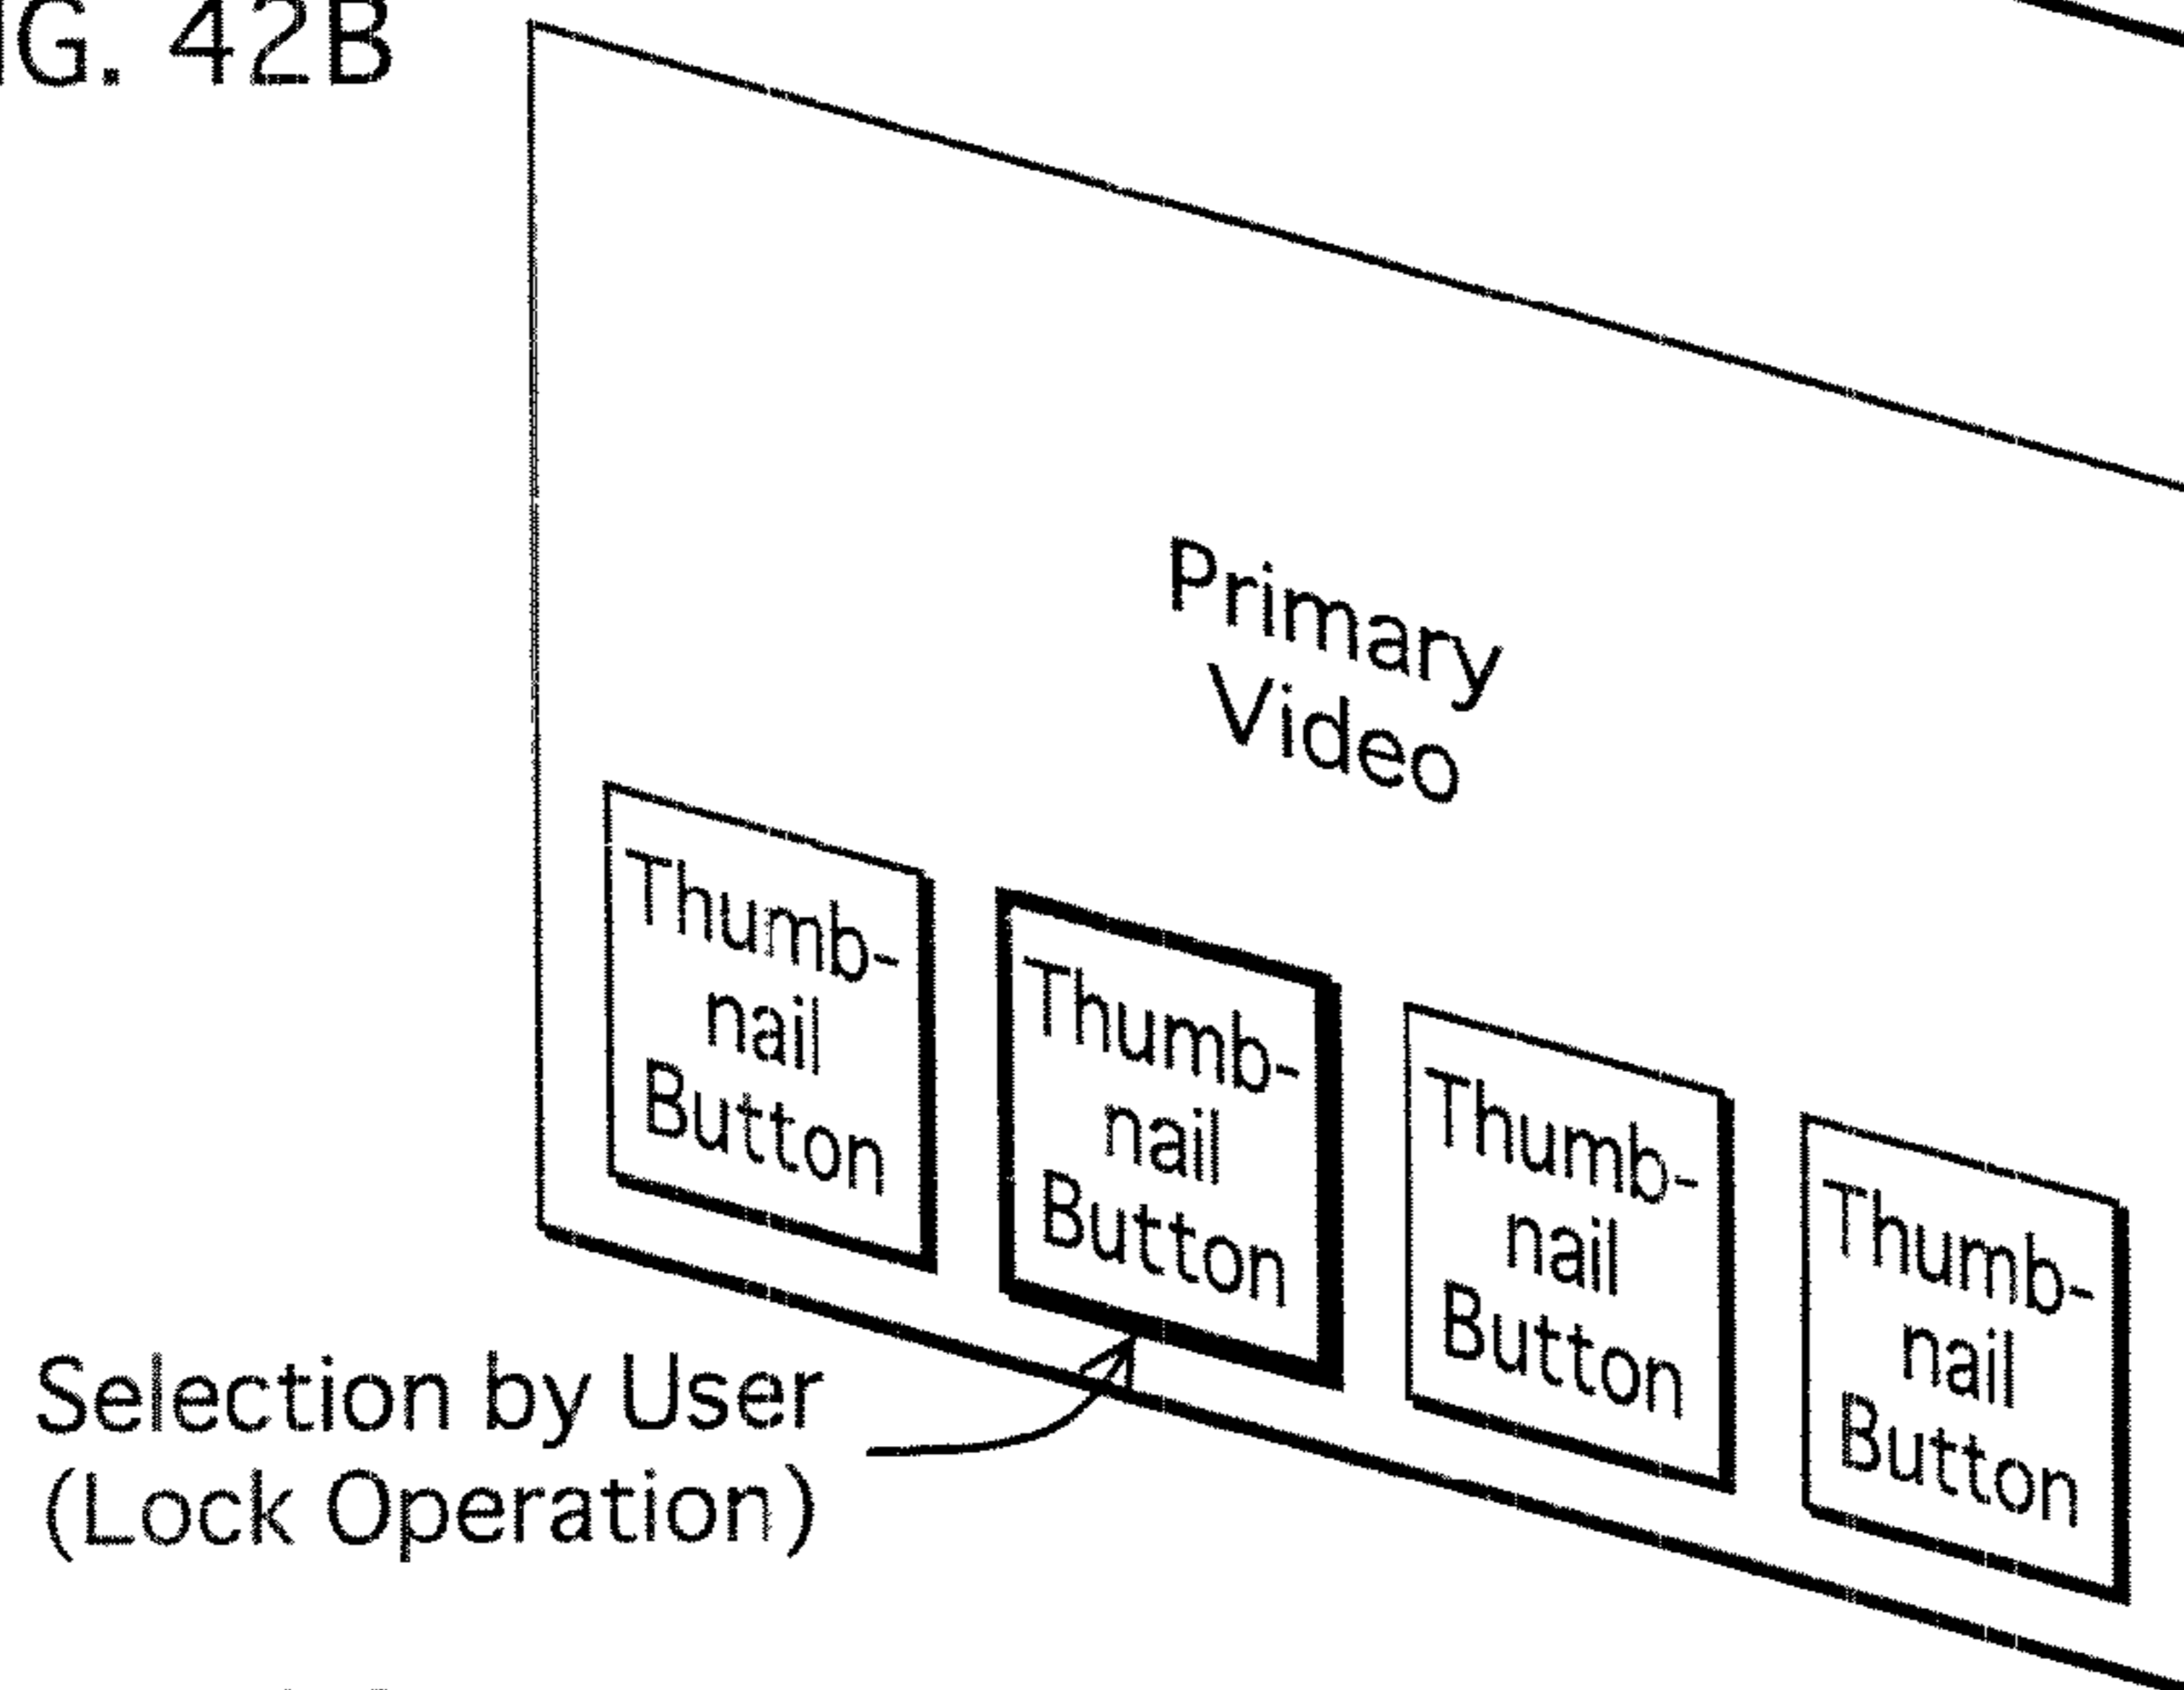 G. 42B
Primary
Video
Thumb-
nail
Button
Thumb-
nail
Button
Thumb-
nail
Button
Thumb-
nail
Button
Selection by User
(Lock Operation)